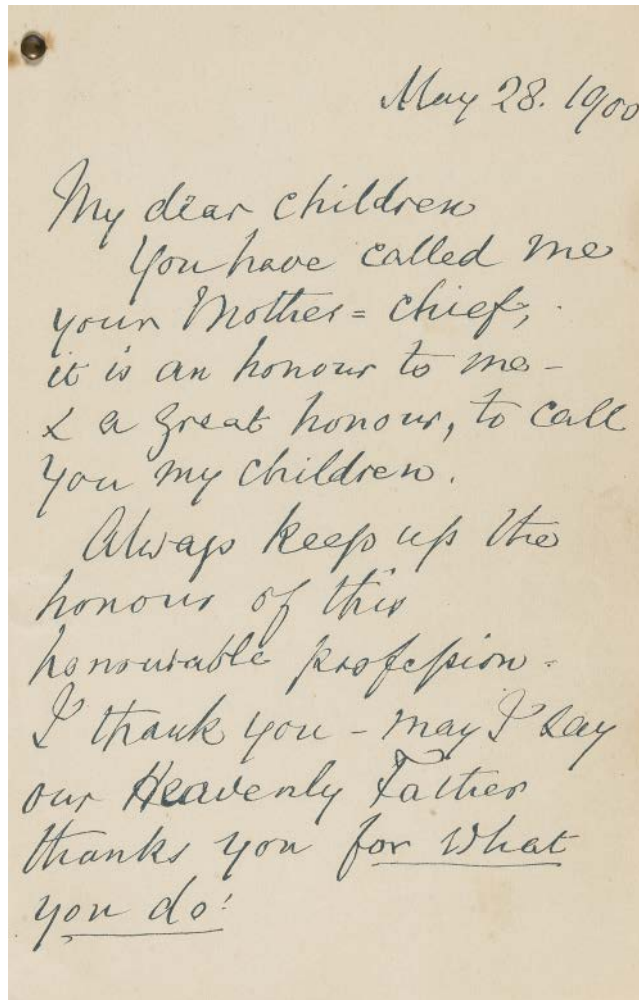 May 28. 1900
My dear children
You have called me
your Mother = chief,
it is an honour to me -
& a great honour, to call
you my children.
Always keep up the
honour of this
honourable profession -
I thank you - may I say
our Heavenly Father
thanks you for what
you do!